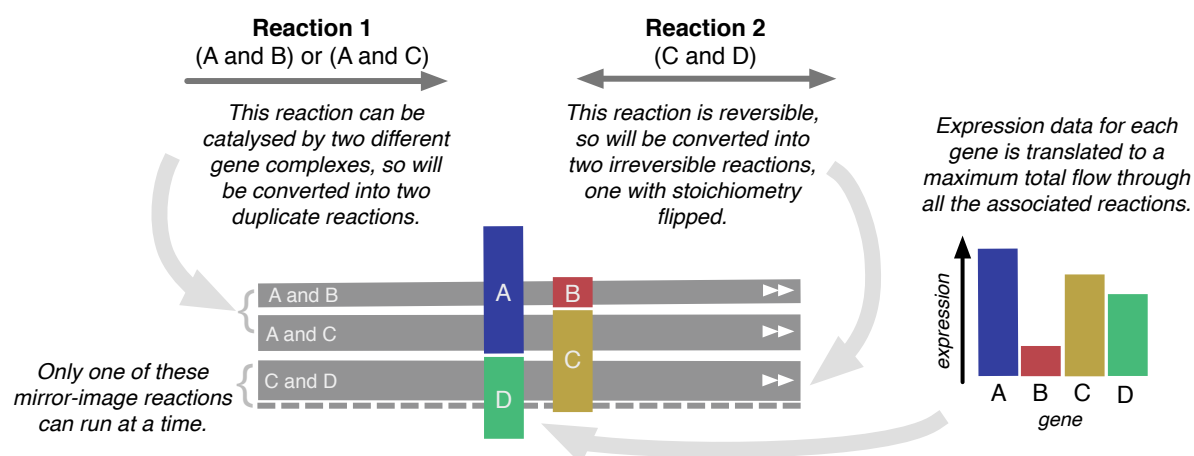 Reaction 1
(A and B) or (A and C)
This reaction can be
catalysed by two different
gene complexes, so will
be converted into two
duplicate reactions.
Reaction 2
(C and D)
This reaction is reversible,
so will be converted into
two irreversible reactions,
one with stoichiometry
flipped.
Expression data for each
gene is translated to a
maximum total flow through
all the associated reactions.
A and B
A and C
C and D
A
B
C
D
Only one of these
mirror-image reactions
can run at a time.
expression
A B C D
gene